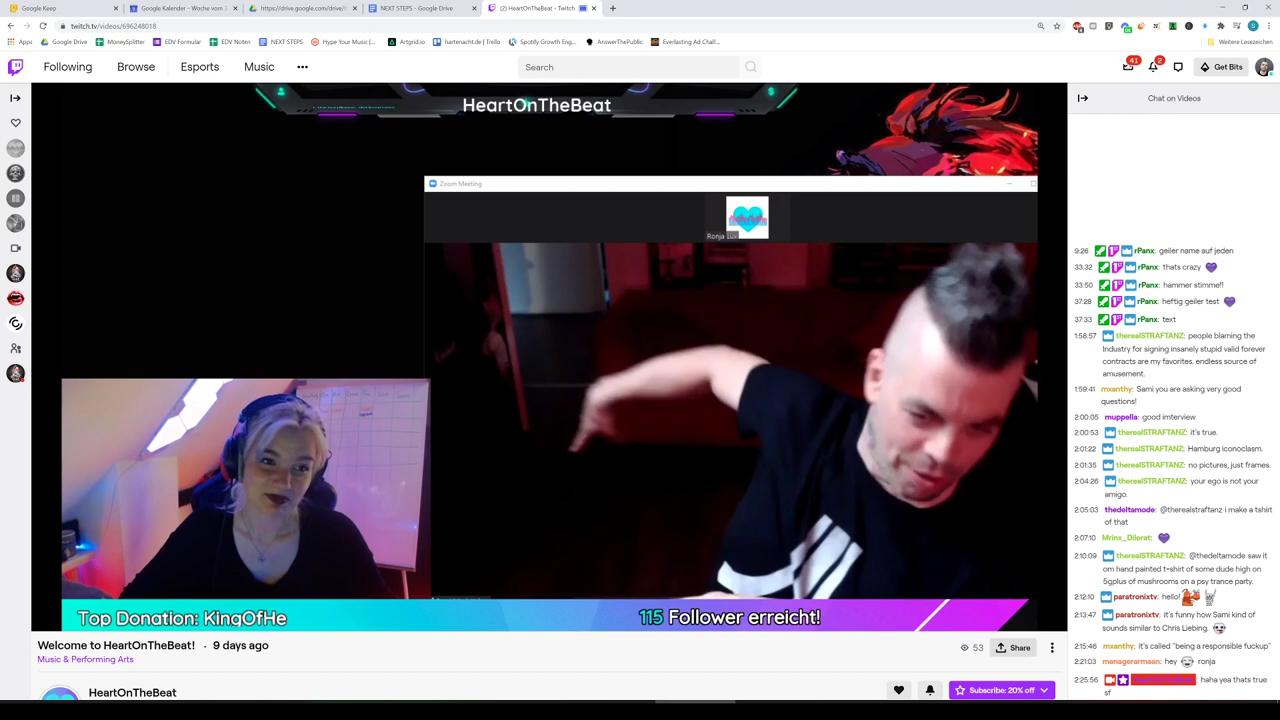 Google Keep
Google Kalender - Woche vom 3
https://drive.google.com/drive/f
NEXT STEPS - Google Drive
(2) HeartOnTheBeat - Twitch
twitch.tv/videos/696248018
Apps
Google Drive
MoneySplitter
EDV Formular
EDV Noten
NEXT STEPS
Hype Your Music |...
Artgrid.io
hartenacht.de | Trello
Spotify Growth Eng...
AnswerThePublic
Everlasting Ad Chall...
Weitere Lesezeichen
Following
Browse
Esports
Music
Search
41
2
Get Bits
HeartOnTheBeat
Zoom Meeting
Ronja Lux
Top Donation: KingOfHe
115 Follower erreicht!
Welcome to HeartOnTheBeat! · 9 days ago
Music & Performing Arts
53
Share
HeartOnTheBeat
Subscribe: 20% off
Chat on Videos
9:26 rPanx: geiler name auf jeden
33:32 rPanx: thats crazy
33:50 rPanx: hammer stimme!!
37:28 rPanx: heftig geiler test
37:33 rPanx: text
1:58:57 therealSTRAFTANZ: people blaming the
Industry for signing insanely stupid valid forever
contracts are my favorites. endless source of
amusement.
1:59:41 mxanthy: Sami you are asking very good
questions!
2:00:05 muppella: good imterview
2:00:53 therealSTRAFTANZ: it's true.
2:01:22 therealSTRAFTANZ: Hamburg iconoclasm.
2:01:35 therealSTRAFTANZ: no pictures, just frames.
2:04:26 therealSTRAFTANZ: your ego is not your
amigo.
2:05:03 thedeltamode: @therealstraftanz i make a tshirt
of that
2:07:10 Mrinx_Dilerat:
2:10:09 therealSTRAFTANZ: @thedeltamode saw it
om hand painted t-shirt of some dude high on
5gplus of mushrooms on a psy trance party.
2:12:10 paratronixtv: hello!
2:13:47 paratronixtv: it's funny how Sami kind of
sounds similar to Chris Liebing.
2:15:46 mxanthy: it's called "being a responsible fuckup"
2:21:03 managerarmaan: hey ronja
2:25:56 haha yea thats true
sf